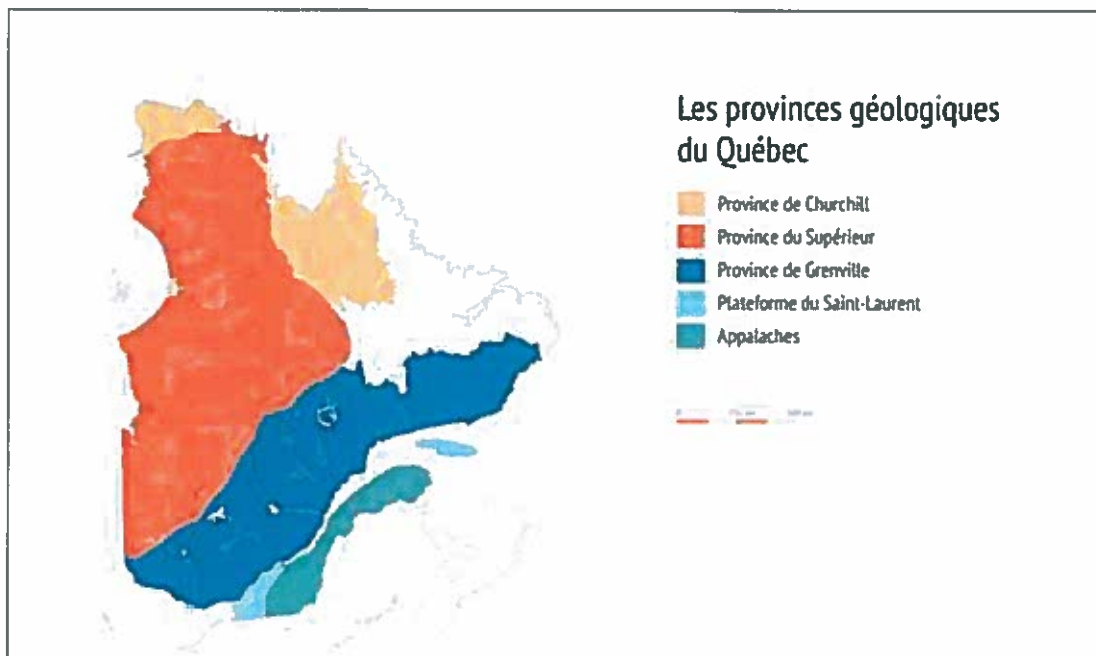 Les provinces géologiques
du Québec
Province de Churchill
Province du Supérieur
Province de Grenville
Plateforme du Saint-Laurent
Appalaches
0